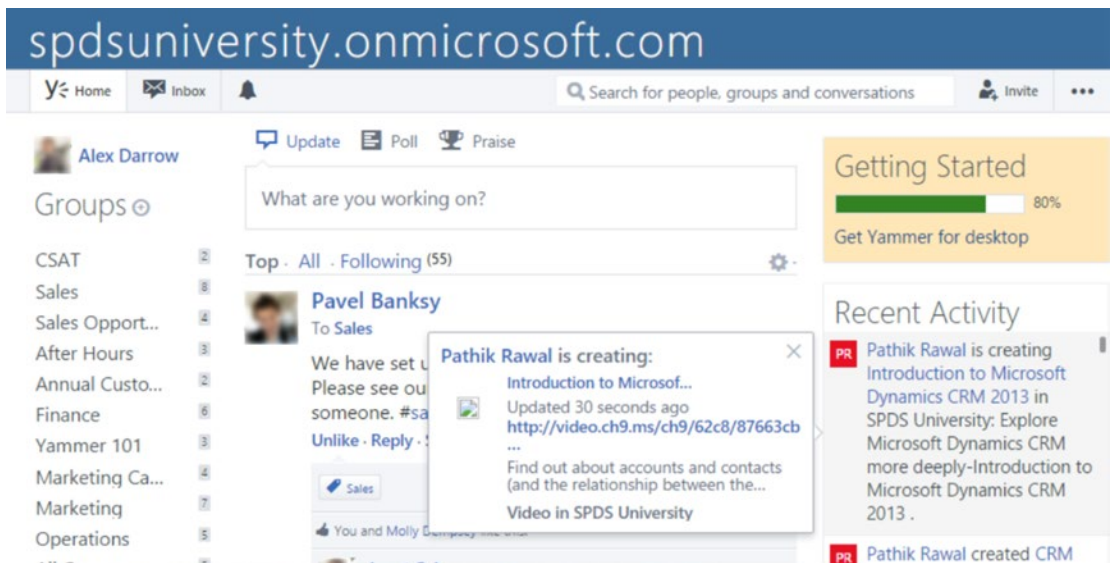 spdsuniversity.onmicrosoft.com
Home Inbox Search for people, groups and conversations Invite
Alex Darrow
Groups
CSAT 2
Sales 8
Sales Opport... 4
After Hours 3
Annual Custo... 2
Finance 6
Yammer 101 3
Marketing Ca... 4
Marketing 7
Operations 5
Update Poll Praise
What are you working on?
Top · All · Following (55)
Pavel Banksy
To Sales
We have set u
Please see ou
someone. #sa
Unlike · Reply ·
Sales
You and Molly Dempsey like this.
Pathik Rawal is creating:
Introduction to Microsof...
Updated 30 seconds ago
http://video.ch9.ms/ch9/62c8/87663cb
...
Find out about accounts and contacts
(and the relationship between the...
Video in SPDS University
Getting Started
80%
Get Yammer for desktop
Recent Activity
PR Pathik Rawal is creating
Introduction to Microsoft
Dynamics CRM 2013 in
SPDS University: Explore
Microsoft Dynamics CRM
more deeply-Introduction to
Microsoft Dynamics CRM
2013 .
PR Pathik Rawal created CRM